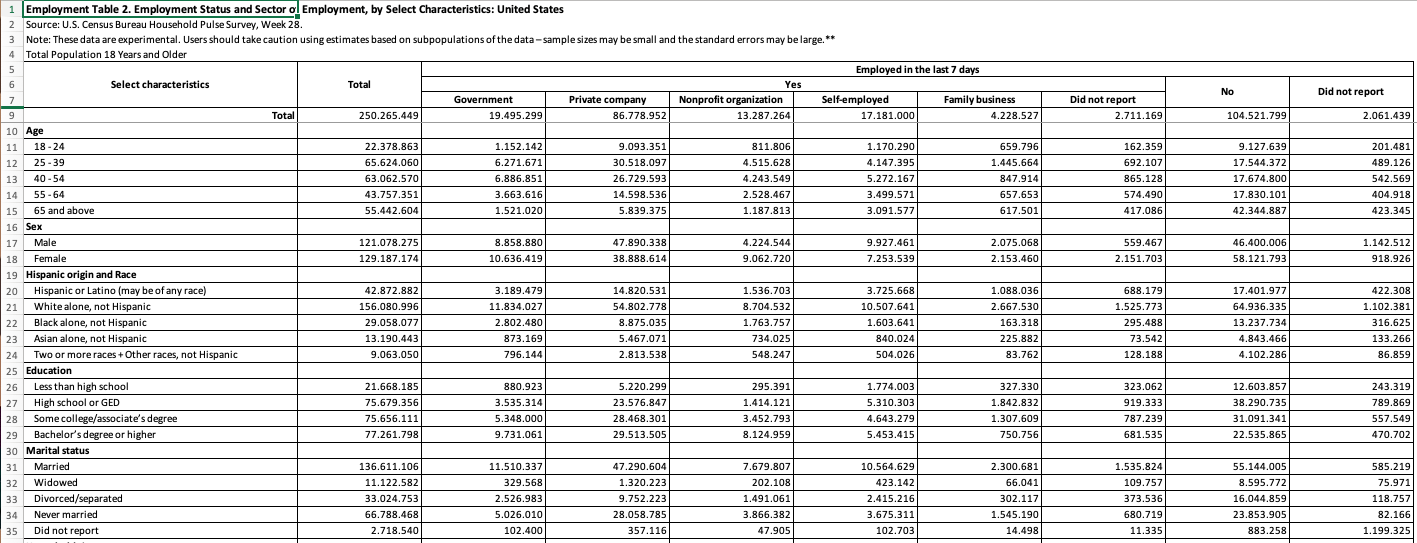 1 Employment Table 2. Employment Status and Sector of Employment, by Select Characteristics: United States
2 Source: U.S. Census Bureau Household Pulse Survey, Week 28.
3 Note: These data are experimental. Users should take caution using estimates based on subpopulations of the data – sample sizes may be small and the standard errors may be large.**
4 Total Population 18 Years and Older
5 Employed in the last 7 days
6 Select characteristics Total Yes No Did not report
7 Government Private company Nonprofit organization Self-employed Family business Did not report
9 Total 250.265.449 19.495.299 86.778.952 13.287.264 17.181.000 4.228.527 2.711.169 104.521.799 2.061.439
10 Age
11 18 - 24 22.378.863 1.152.142 9.093.351 811.806 1.170.290 659.796 162.359 9.127.639 201.481
12 25 - 39 65.624.060 6.271.671 30.518.097 4.515.628 4.147.395 1.445.664 692.107 17.544.372 489.126
13 40 - 54 63.062.570 6.886.851 26.729.593 4.243.549 5.272.167 847.914 865.128 17.674.800 542.569
14 55 - 64 43.757.351 3.663.616 14.598.536 2.528.467 3.499.571 657.653 574.490 17.830.101 404.918
15 65 and above 55.442.604 1.521.020 5.839.375 1.187.813 3.091.577 617.501 417.086 42.344.887 423.345
16 Sex
17 Male 121.078.275 8.858.880 47.890.338 4.224.544 9.927.461 2.075.068 559.467 46.400.006 1.142.512
18 Female 129.187.174 10.636.419 38.888.614 9.062.720 7.253.539 2.153.460 2.151.703 58.121.793 918.926
19 Hispanic origin and Race
20 Hispanic or Latino (may be of any race) 42.872.882 3.189.479 14.820.531 1.536.703 3.725.668 1.088.036 688.179 17.401.977 422.308
21 White alone, not Hispanic 156.080.996 11.834.027 54.802.778 8.704.532 10.507.641 2.667.530 1.525.773 64.936.335 1.102.381
22 Black alone, not Hispanic 29.058.077 2.802.480 8.875.035 1.763.757 1.603.641 163.318 295.488 13.237.734 316.625
23 Asian alone, not Hispanic 13.190.443 873.169 5.467.071 734.025 840.024 225.882 73.542 4.843.466 133.266
24 Two or more races + Other races, not Hispanic 9.063.050 796.144 2.813.538 548.247 504.026 83.762 128.188 4.102.286 86.859
25 Education
26 Less than high school 21.668.185 880.923 5.220.299 295.391 1.774.003 327.330 323.062 12.603.857 243.319
27 High school or GED 75.679.356 3.535.314 23.576.847 1.414.121 5.310.303 1.842.832 919.333 38.290.735 789.869
28 Some college/associate's degree 75.656.111 5.348.000 28.468.301 3.452.793 4.643.279 1.307.609 787.239 31.091.341 557.549
29 Bachelor's degree or higher 77.261.798 9.731.061 29.513.505 8.124.959 5.453.415 750.756 681.535 22.535.865 470.702
30 Marital status
31 Married 136.611.106 11.510.337 47.290.604 7.679.807 10.564.629 2.300.681 1.535.824 55.144.005 585.219
32 Widowed 11.122.582 329.568 1.320.223 202.108 423.142 66.041 109.757 8.595.772 75.971
33 Divorced/separated 33.024.753 2.526.983 9.752.223 1.491.061 2.415.216 302.117 373.536 16.044.859 118.757
34 Never married 66.788.468 5.026.010 28.058.785 3.866.382 3.675.311 1.545.190 680.719 23.853.905 82.166
35 Did not report 2.718.540 102.400 357.116 47.905 102.703 14.498 11.335 883.258 1.199.325